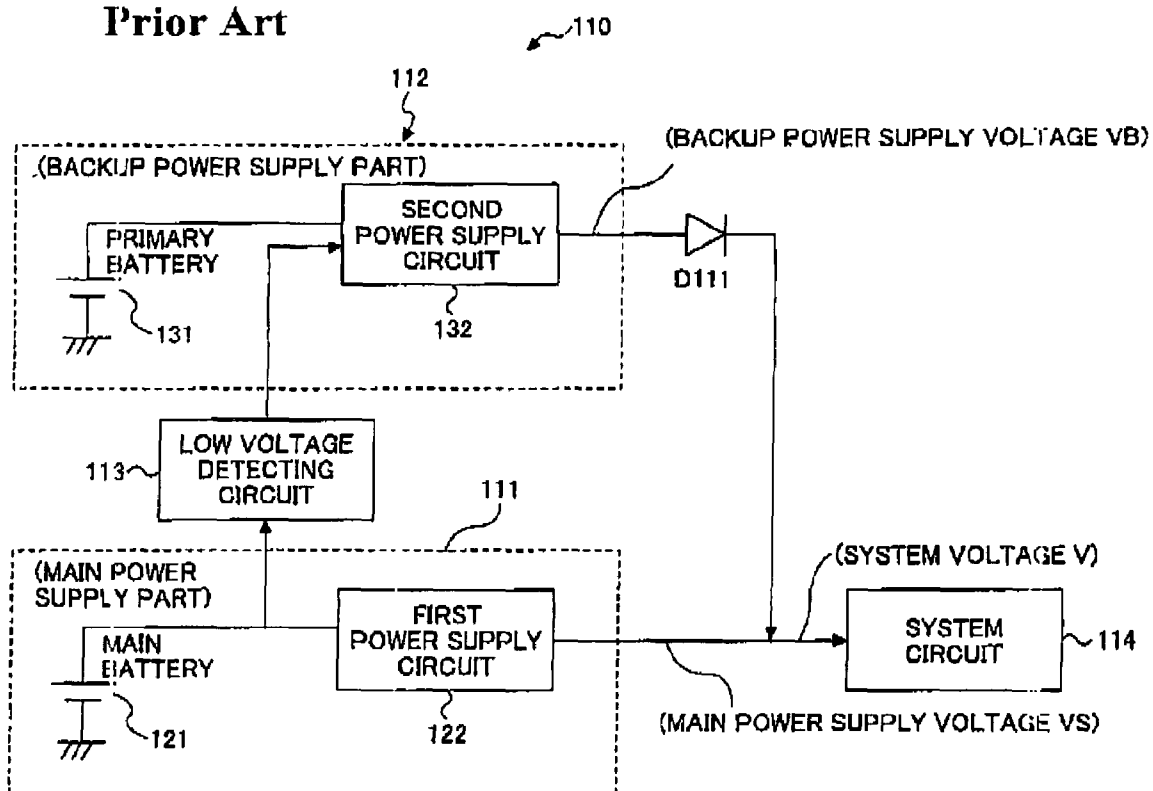 Prior Art
110
112
(BACKUP POWER SUPPLY VOLTAGE VB)
(BACKUP POWER SUPPLY PART)
SECOND
POWER SUPPLY
CIRCUIT
PRIMARY
BATTERY
D111
131
132
LOW VOLTAGE
DETECTING
CIRCUIT
113
111
(SYSTEM VOLTAGE V)
(MAIN POWER
SUPPLY PART)
FIRST
POWER SUPPLY
CIRCUIT
SYSTEM
CIRCUIT
114
MAIN
BATTERY
(MAIN POWER SUPPLY VOLTAGE VS)
121
122